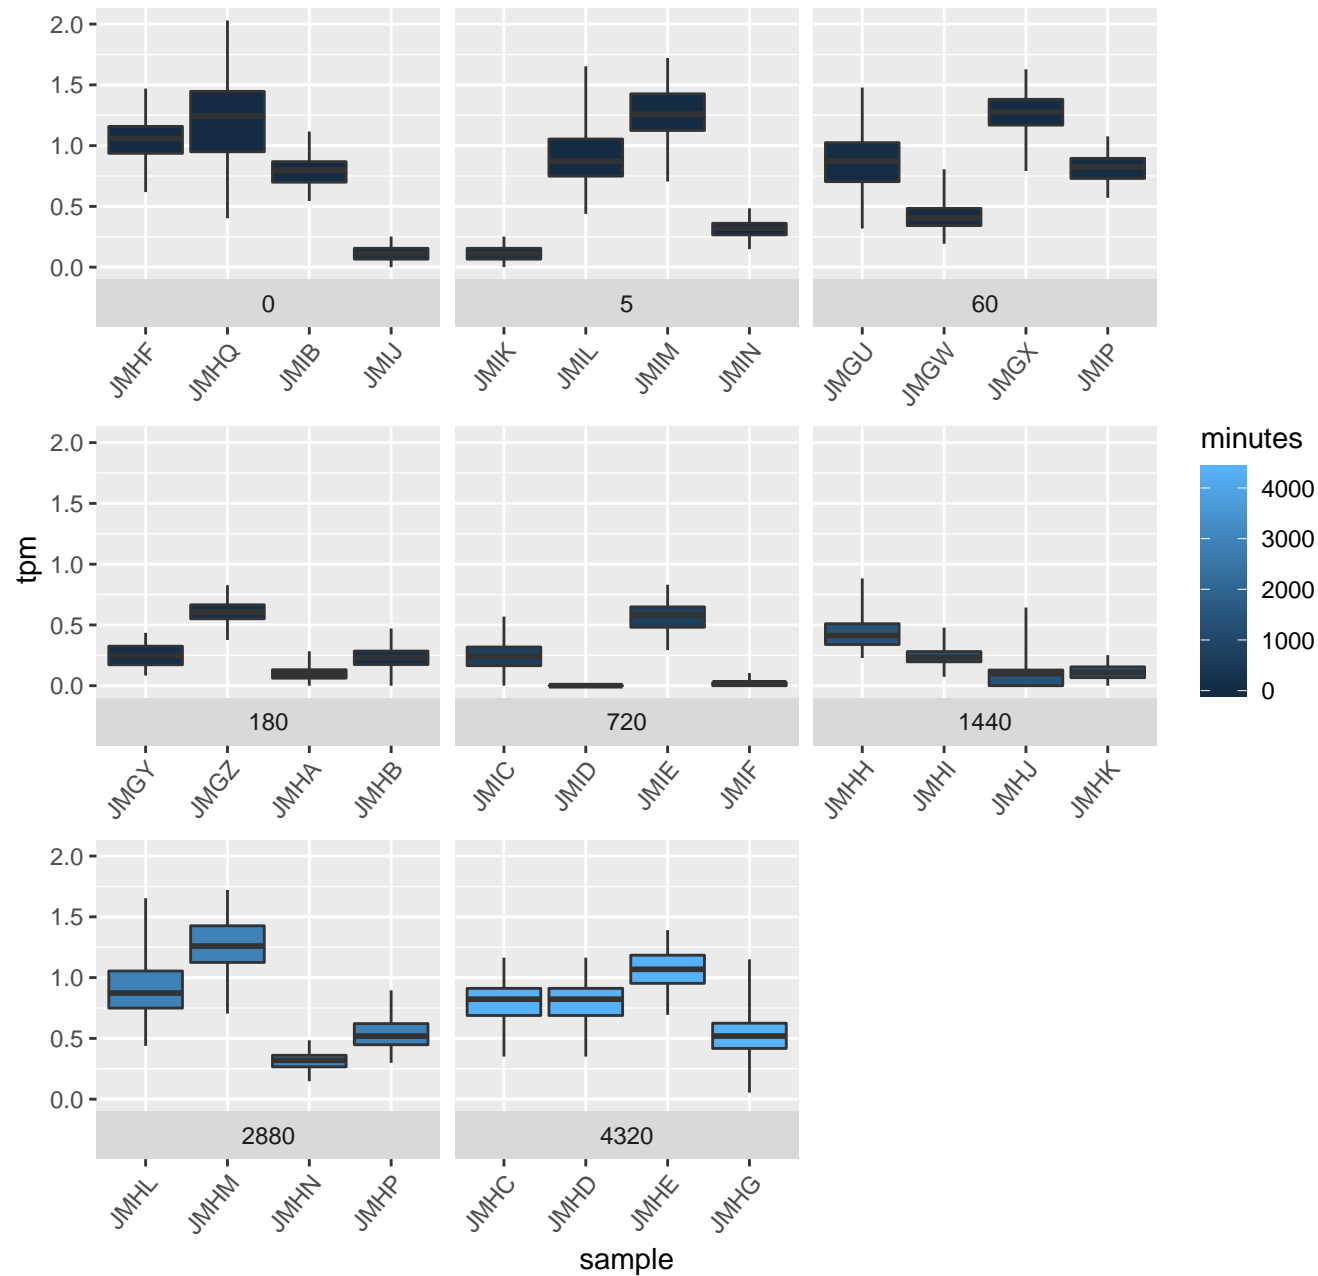 2.0
1.5
1.0
0.5
0.0
0 5 60
JMHF JMHQ JMIB JMIJ JMIK JMIL JMIM JMIN JMGU JMGW JMGX JMIP
2.0
1.5
1.0
0.5
0.0
tpm
180 720 1440
JMGY JMGZ JMHA JMHB JMIC JMID JMIE JMIF JMHH JMHI JMHJ JMHK
minutes
4000
3000
2000
1000
0
2.0
1.5
1.0
0.5
0.0
2880 4320
JMHL JMHM JMHN JMHP JMHC JMHD JMHE JMHG
sample